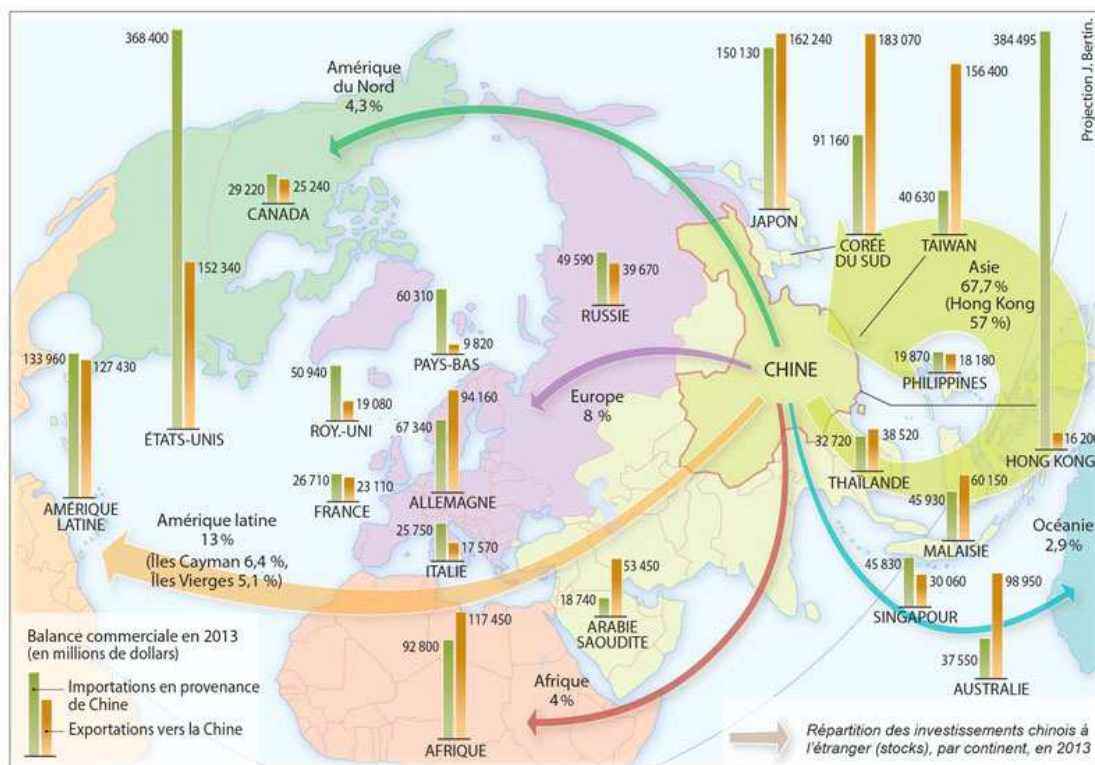 368 400
Amérique
du Nord
4,3 %
150 130
162 240
183 070
384 495
156 400
Projection J. Bertin.
91 160
40 630
29 220
25 240
CANADA
JAPON
CORÉE
DU SUD
TAIWAN
152 340
49 590
39 670
RUSSIE
Asie
67,7 %
(Hong Kong
57 %)
60 310
9 820
PAYS-BAS
133 960
127 430
50 940
19 080
ROY.-UNI
94 160
67 340
Europe
8 %
CHINE
19 870
18 180
PHILIPPINES
ÉTATS-UNIS
32 720
38 520
THAÏLANDE
16 200
HONG KONG
AMÉRIQUE
LATINE
26 710
23 110
FRANCE
ALLEMAGNE
60 150
45 930
MALAISIE
Amérique latine
13 %
(Îles Cayman 6,4 %,
Îles Vierges 5,1 %)
25 750
17 570
ITALIE
Océanie
2,9 %
53 450
18 740
ARABIE
SAOUDITE
45 830
30 060
SINGAPOUR
98 950
37 550
AUSTRALIE
117 450
92 800
AFRIQUE
Afrique
4 %
Balance commerciale en 2013
(en millions de dollars)
Importations en provenance
de Chine
Exportations vers la Chine
Répartition des investissements chinois à
l'étranger (stocks), par continent, en 2013